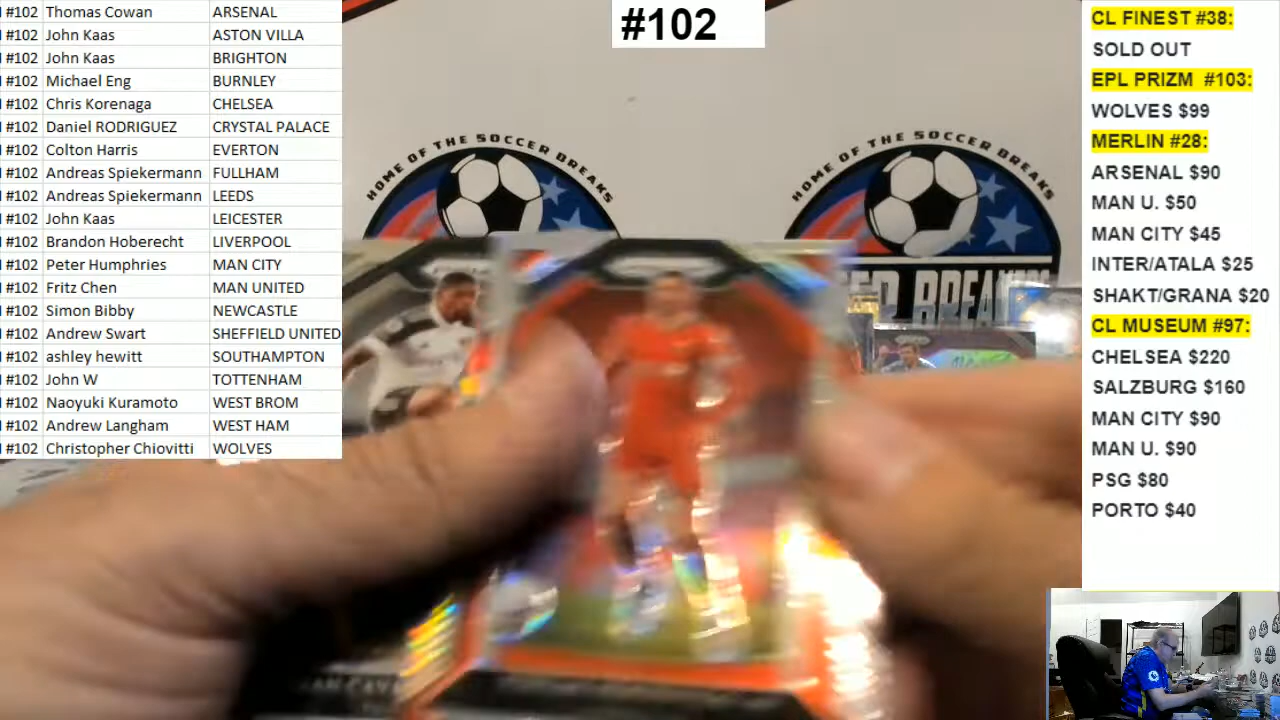 #102
#102 Thomas Cowan ARSENAL
#102 John Kaas ASTON VILLA
#102 John Kaas BRIGHTON
#102 Michael Eng BURNLEY
#102 Chris Korenaga CHELSEA
#102 Daniel RODRIGUEZ CRYSTAL PALACE
#102 Colton Harris EVERTON
#102 Andreas Spiekermann FULLHAM
#102 Andreas Spiekermann LEEDS
#102 John Kaas LEICESTER
#102 Brandon Hoberecht LIVERPOOL
#102 Peter Humphries MAN CITY
#102 Fritz Chen MAN UNITED
#102 Simon Bibby NEWCASTLE
#102 Andrew Swart SHEFFIELD UNITED
#102 ashley hewitt SOUTHAMPTON
#102 John W TOTTENHAM
#102 Naoyuki Kuramoto WEST BROM
#102 Andrew Langham WEST HAM
#102 Christopher Chiovitti WOLVES
HOME OF THE SOCCER BREAKS
HOME OF THE SOCCER BREAKS
CL FINEST #38:
SOLD OUT
EPL PRIZM #103:
WOLVES $99
MERLIN #28:
ARSENAL $90
MAN U. $50
MAN CITY $45
INTER/ATALA $25
SHAKT/GRANA $20
CL MUSEUM #97:
CHELSEA $220
SALZBURG $160
MAN CITY $90
MAN U. $90
PSG $80
PORTO $40